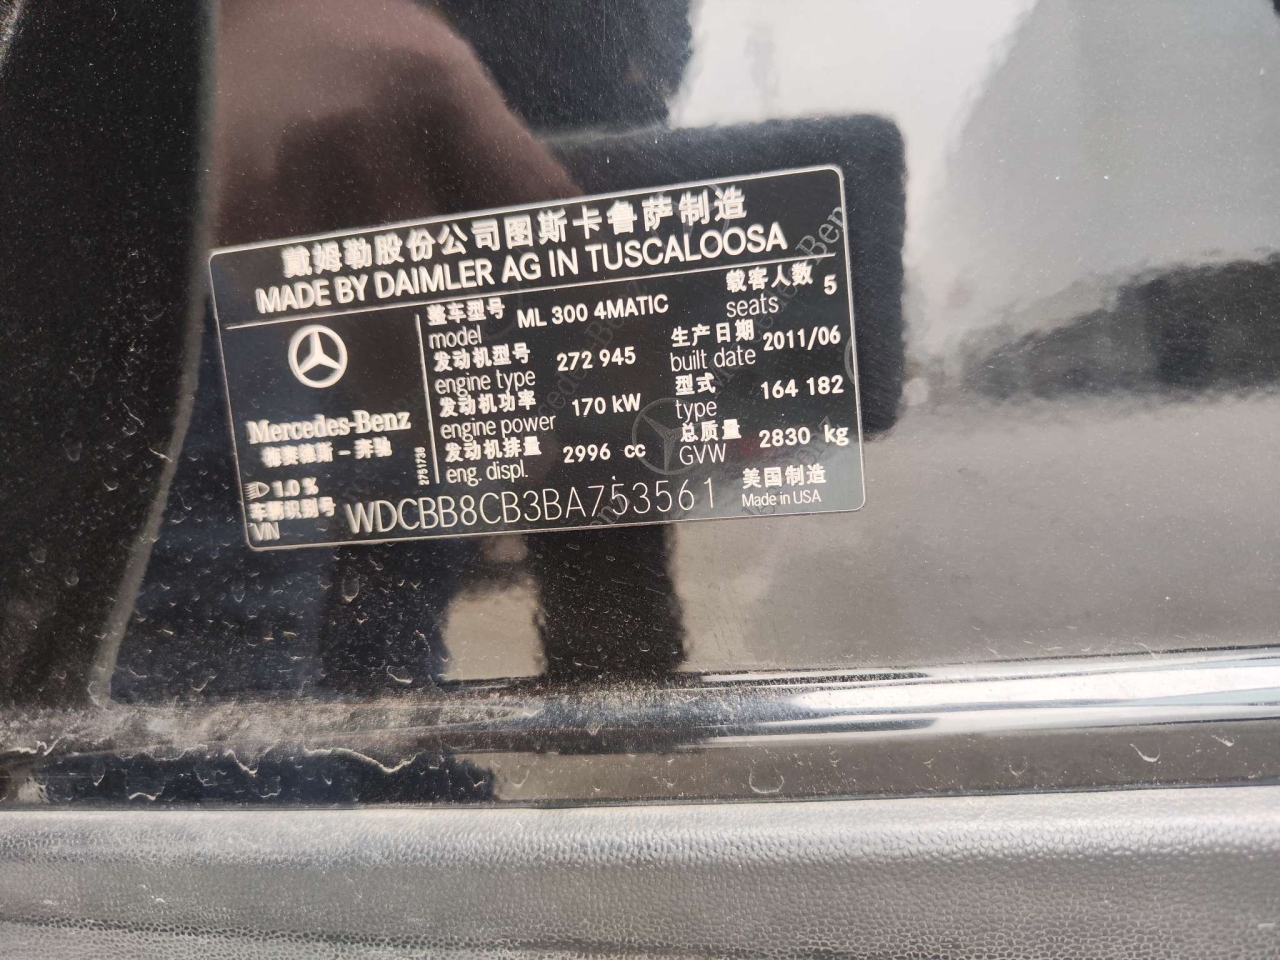 戴姆勒股份公司图斯卡鲁萨制造
MADE BY DAIMLER AG IN TUSCALOOSA
整车型号 model ML 300 4MATIC 载客人数 seats 5
发动机型号 engine type 272 945 生产日期 built date 2011/06
发动机功率 engine power 170 kW 型式 type 164 182
发动机排量 eng. displ. 2996 cc 总质量 GVW 2830 kg
Mercedes-Benz
梅赛德斯－奔驰
2751738
1.0 %
车辆识别号 VIN WDCBB8CB3BA753561
美国制造
Made in USA